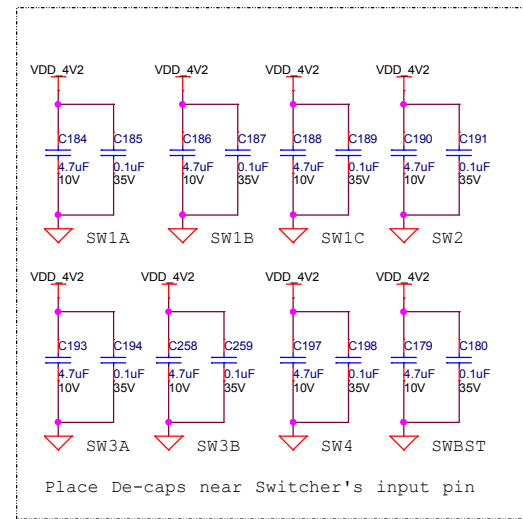 VDD_4V2 VDD_4V2 VDD_4V2 VDD_4V2
C184 C185 C186 C187 C188 C189 C190 C191
4.7uF 0.1uF 4.7uF 0.1uF 4.7uF 0.1uF 4.7uF 0.1uF
10V 35V 10V 35V 10V 35V 10V 35V
SW1A SW1B SW1C SW2
VDD_4V2 VDD_4V2 VDD_4V2 VDD_4V2
C193 C194 C258 C259 C197 C198 C179 C180
4.7uF 0.1uF 4.7uF 0.1uF 4.7uF 0.1uF 4.7uF 0.1uF
10V 35V 10V 35V 10V 35V 10V 35V
SW3A SW3B SW4 SWBST
Place De-caps near Switcher's input pin